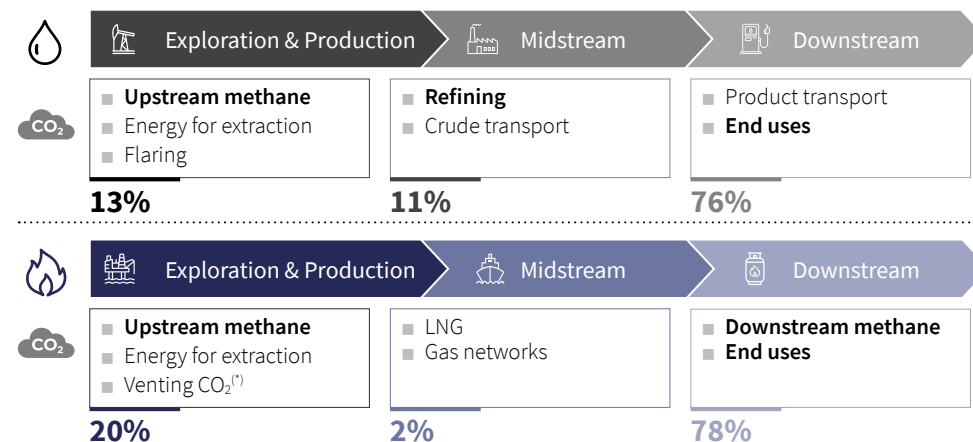 Exploration & Production
Midstream
Downstream
CO₂
Upstream methane
Energy for extraction
Flaring
Refining
Crude transport
Product transport
End uses
13%
11%
76%
Exploration & Production
Midstream
Downstream
CO₂
Upstream methane
Energy for extraction
Venting CO₂(*)
LNG
Gas networks
Downstream methane
End uses
20%
2%
78%